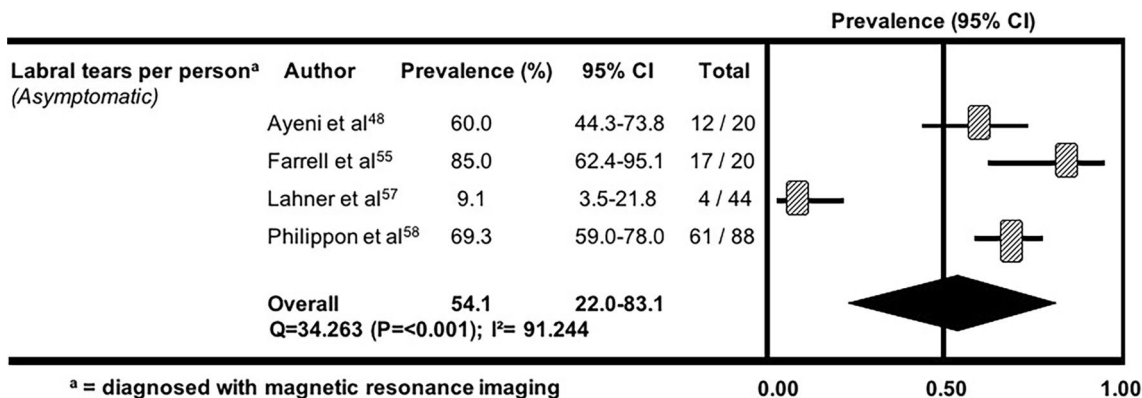 Prevalence (95% CI)
Labral tears per personᵃ Author Prevalence (%) 95% CI Total
(Asymptomatic)
Ayeni et al⁴⁸ 60.0 44.3-73.8 12 / 20
Farrell et al⁵⁵ 85.0 62.4-95.1 17 / 20
Lahner et al⁵⁷ 9.1 3.5-21.8 4 / 44
Philippon et al⁵⁸ 69.3 59.0-78.0 61 / 88
Overall 54.1 22.0-83.1
Q=34.263 (P=<0.001); I²= 91.244
ᵃ = diagnosed with magnetic resonance imaging 0.00 0.50 1.00